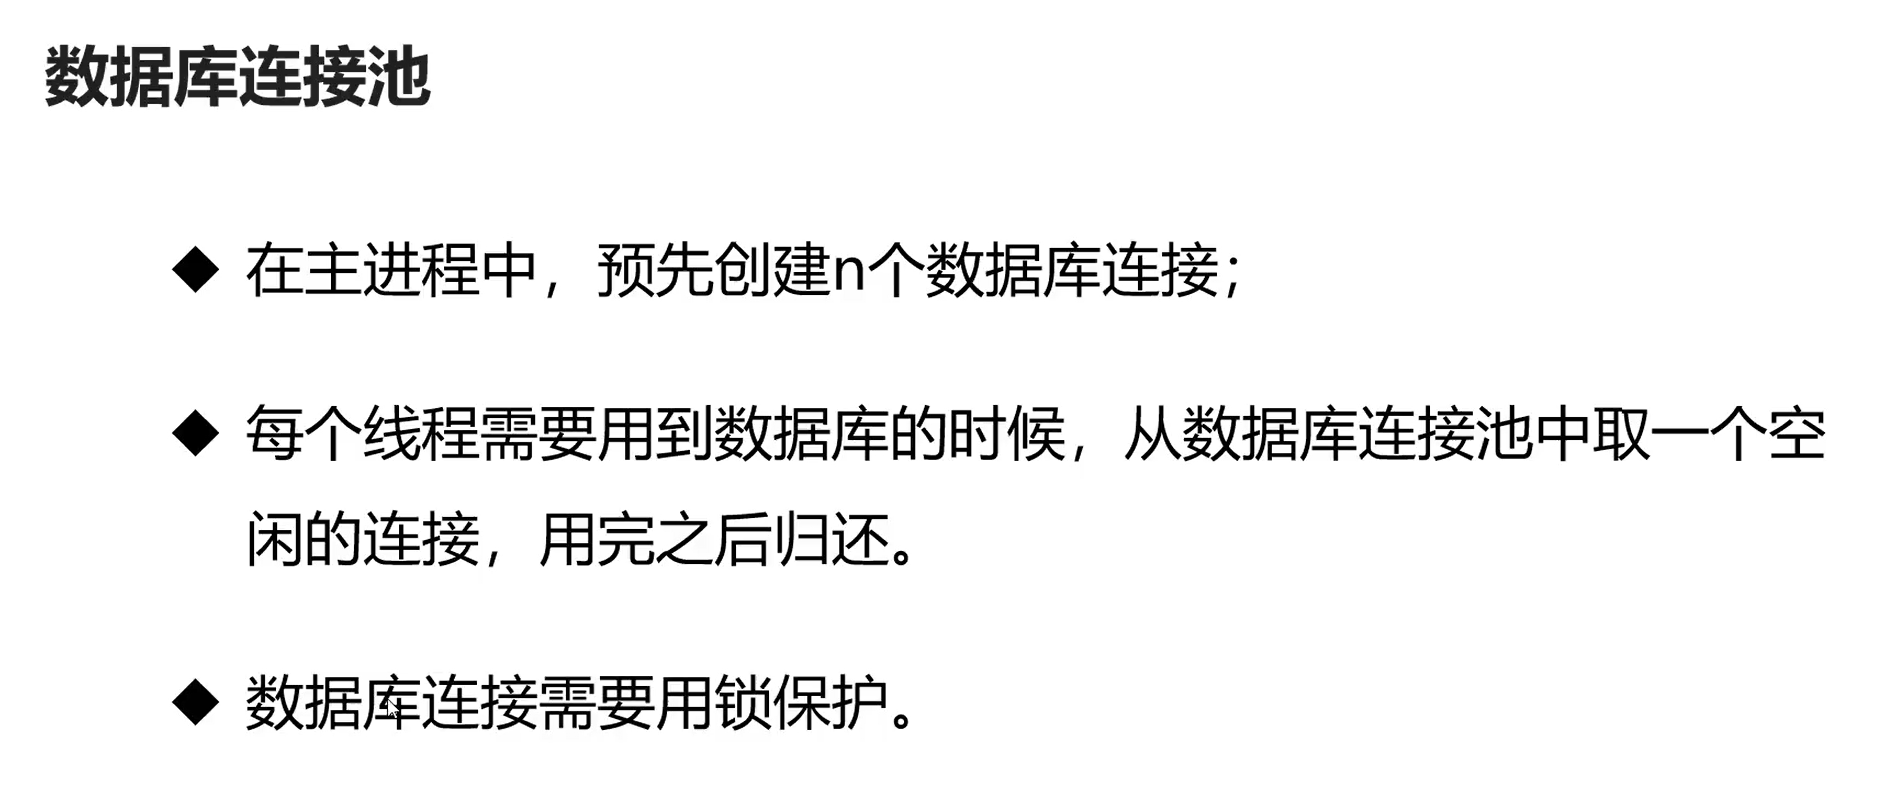 数据库连接池
◆ 在主进程中，预先创建n个数据库连接；
◆ 每个线程需要用到数据库的时候，从数据库连接池中取一个空
闲的连接，用完之后归还。
◆ 数据库连接需要用锁保护。